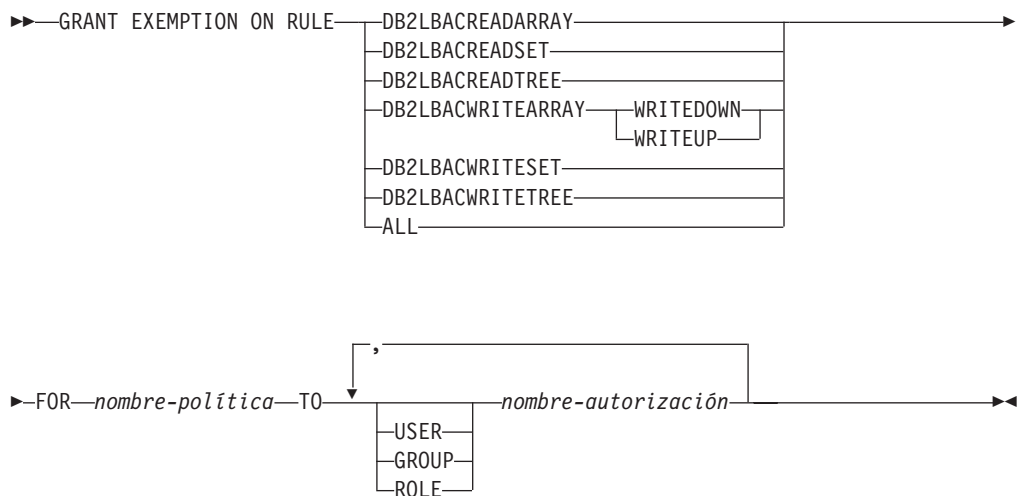 GRANT EXEMPTION ON RULE DB2LBACREADARRAY
DB2LBACREADSET
DB2LBACREADTREE
DB2LBACWRITEARRAY WRITEDOWN
WRITEUP
DB2LBACWRITESET
DB2LBACWRITETREE
ALL
,
FOR nombre-política TO nombre-autorización
USER
GROUP
ROLE